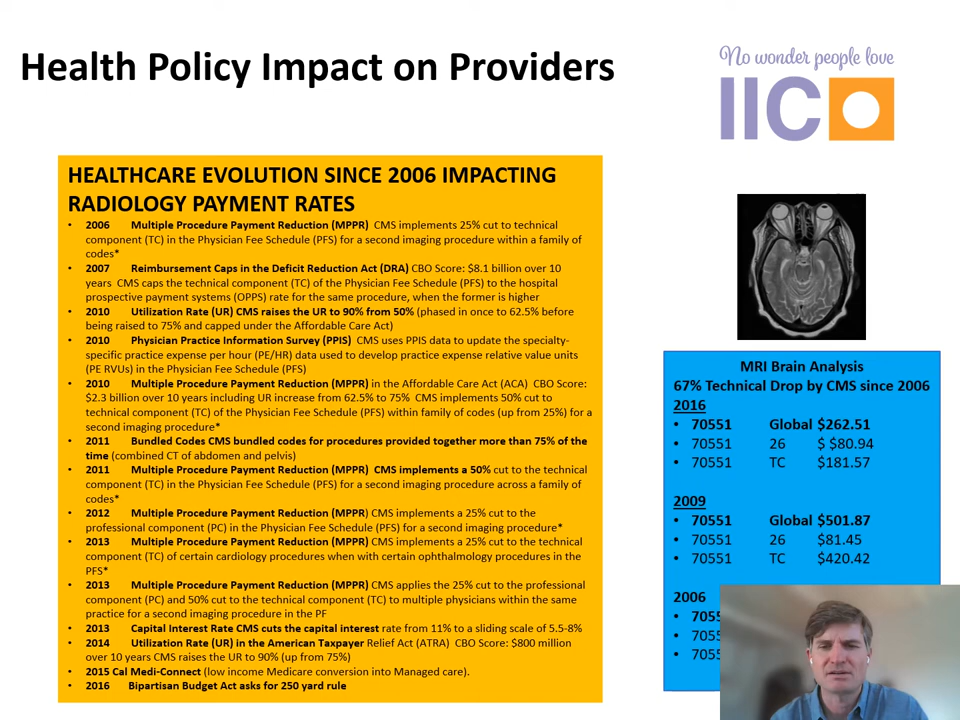 Health Policy Impact on Providers
No wonder people love
IICO
HEALTHCARE EVOLUTION SINCE 2006 IMPACTING
RADIOLOGY PAYMENT RATES
• 2006 Multiple Procedure Payment Reduction (MPPR) CMS implements 25% cut to technical
component (TC) in the Physician Fee Schedule (PFS) for a second imaging procedure within a family of
codes*
• 2007 Reimbursement Caps in the Deficit Reduction Act (DRA) CBO Score: $8.1 billion over 10
years CMS caps the technical component (TC) of the Physician Fee Schedule (PFS) to the hospital
prospective payment systems (OPPS) rate for the same procedure, when the former is higher
• 2010 Utilization Rate (UR) CMS raises the UR to 90% from 50% (phased in once to 62.5% before
being raised to 75% and capped under the Affordable Care Act)
• 2010 Physician Practice Information Survey (PPIS) CMS uses PPIS data to update the specialty-
specific practice expense per hour (PE/HR) data used to develop practice expense relative value units
(PE RVUs) in the Physician Fee Schedule (PFS)
• 2010 Multiple Procedure Payment Reduction (MPPR) in the Affordable Care Act (ACA) CBO Score:
$2.3 billion over 10 years including UR increase from 62.5% to 75% CMS implements 50% cut to
technical component (TC) of the Physician Fee Schedule (PFS) within family of codes (up from 25%) for a
second imaging procedure*
• 2011 Bundled Codes CMS bundled codes for procedures provided together more than 75% of the
time (combined CT of abdomen and pelvis)
• 2011 Multiple Procedure Payment Reduction (MPPR) CMS implements a 50% cut to the technical
component (TC) in the Physician Fee Schedule (PFS) for a second imaging procedure across a family of
codes*
• 2012 Multiple Procedure Payment Reduction (MPPR) CMS implements a 25% cut to the
professional component (PC) in the Physician Fee Schedule (PFS) for a second imaging procedure*
• 2013 Multiple Procedure Payment Reduction (MPPR) CMS implements a 25% cut to the technical
component (TC) of certain cardiology procedures when with certain ophthalmology procedures in the
PFS*
• 2013 Multiple Procedure Payment Reduction (MPPR) CMS applies the 25% cut to the professional
component (PC) and 50% cut to the technical component (TC) to multiple physicians within the same
practice for a second imaging procedure in the PF
• 2013 Capital Interest Rate CMS cuts the capital interest rate from 11% to a sliding scale of 5.5-8%
• 2014 Utilization Rate (UR) in the American Taxpayer Relief Act (ATRA) CBO Score: $800 million
over 10 years CMS raises the UR to 90% (up from 75%)
• 2015 Cal Medi-Connect (low income Medicare conversion into Managed care).
• 2016 Bipartisan Budget Act asks for 250 yard rule
MRI Brain Analysis
67% Technical Drop by CMS since 2006
2016
• 70551 Global $262.51
• 70551 26 $ $80.94
• 70551 TC $181.57
2009
• 70551 Global $501.87
• 70551 26 $81.45
• 70551 TC $420.42
2006